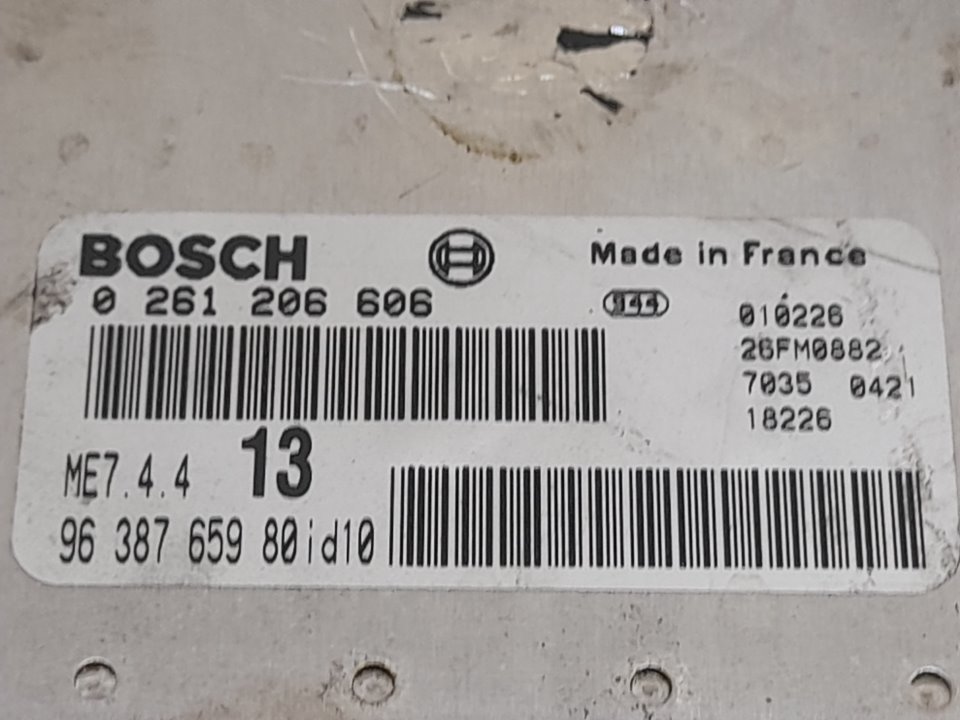 BOSCH
Made in France
0 261 206 606
010226
26FM0882
7035 0421
18226
ME7.4.4 13
96 387 659 80id10